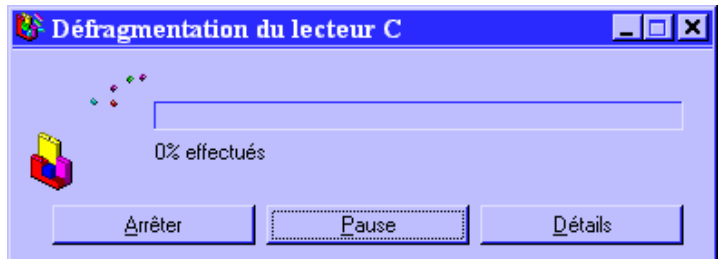 Défragmentation du lecteur C
0% effectués
Arrêter Pause Détails